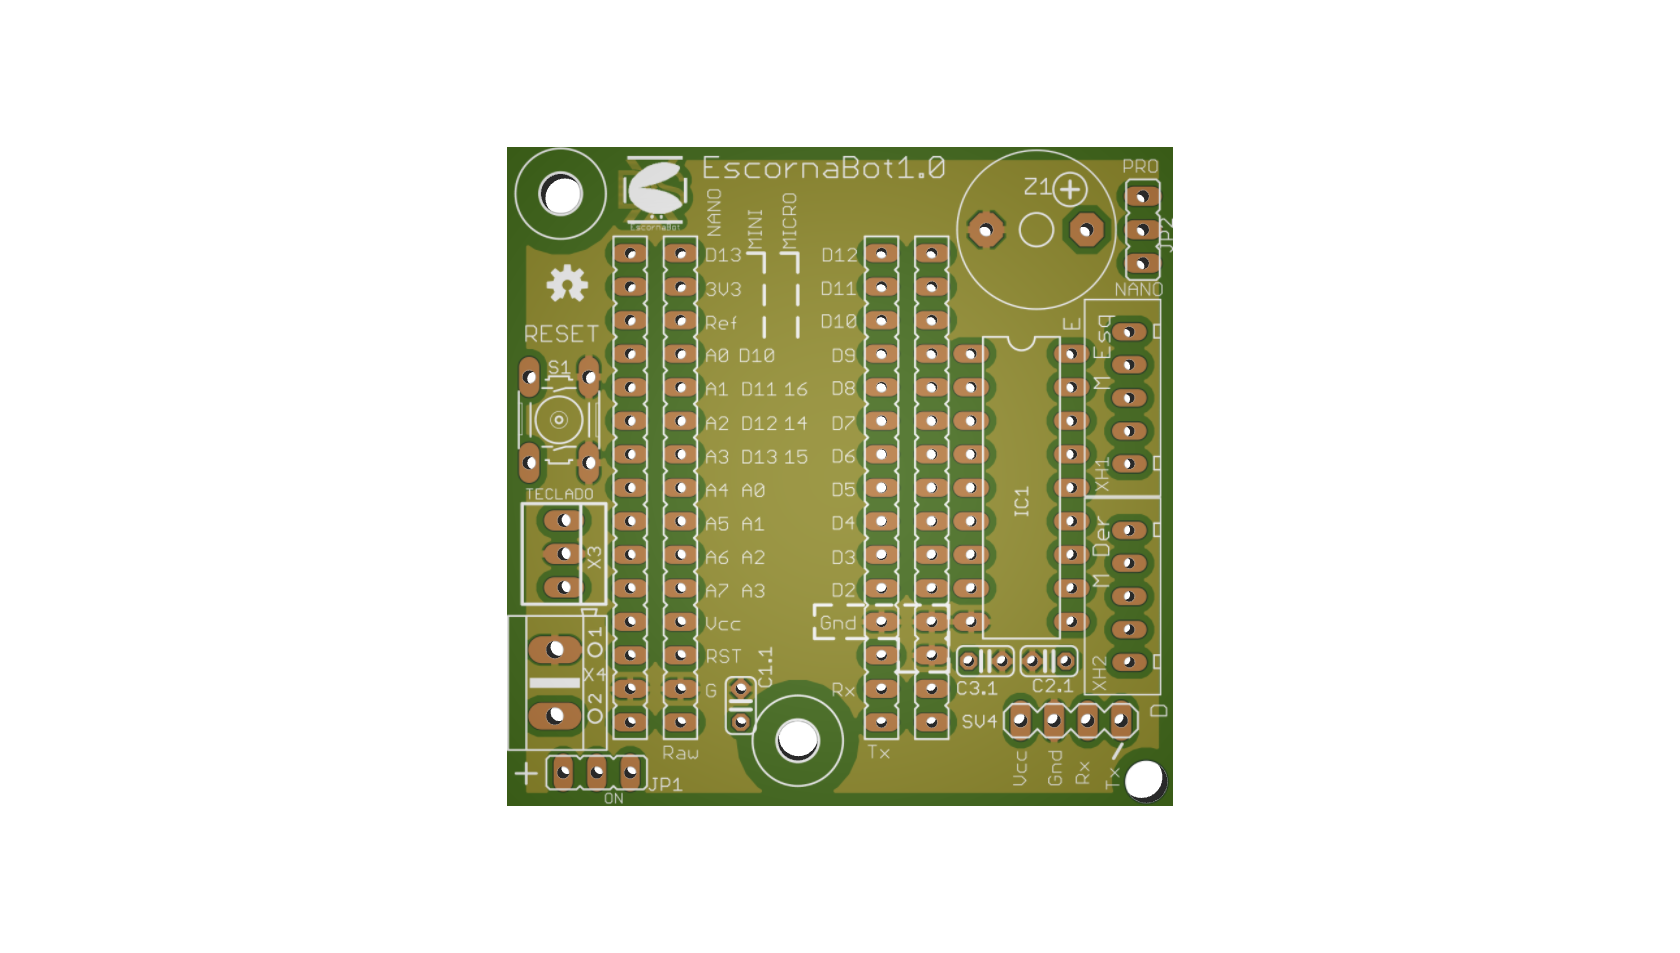 EscornaBot1.0
EscornaBot
NANO
MINI
MICRO
Z1
PRO
JP2
NANO
D13
D12
3V3
D11
Ref
D10
RESET
A0 D10
D9
S1
A1 D11 16
D8
A2 D12 14
D7
A3 D13 15
D6
TECLADO
A4 A0
D5
A5 A1
D4
X3
A6 A2
D3
A7 A3
D2
Vcc
Gnd
RST
G
Rx
Raw
Tx
IC1
E
M Esq
XH1
M Der
XH2
D
O1
X4
O2
C1.1
C3.1
C2.1
SV4
Vcc
Gnd
Rx
Tx
+
JP1
ON